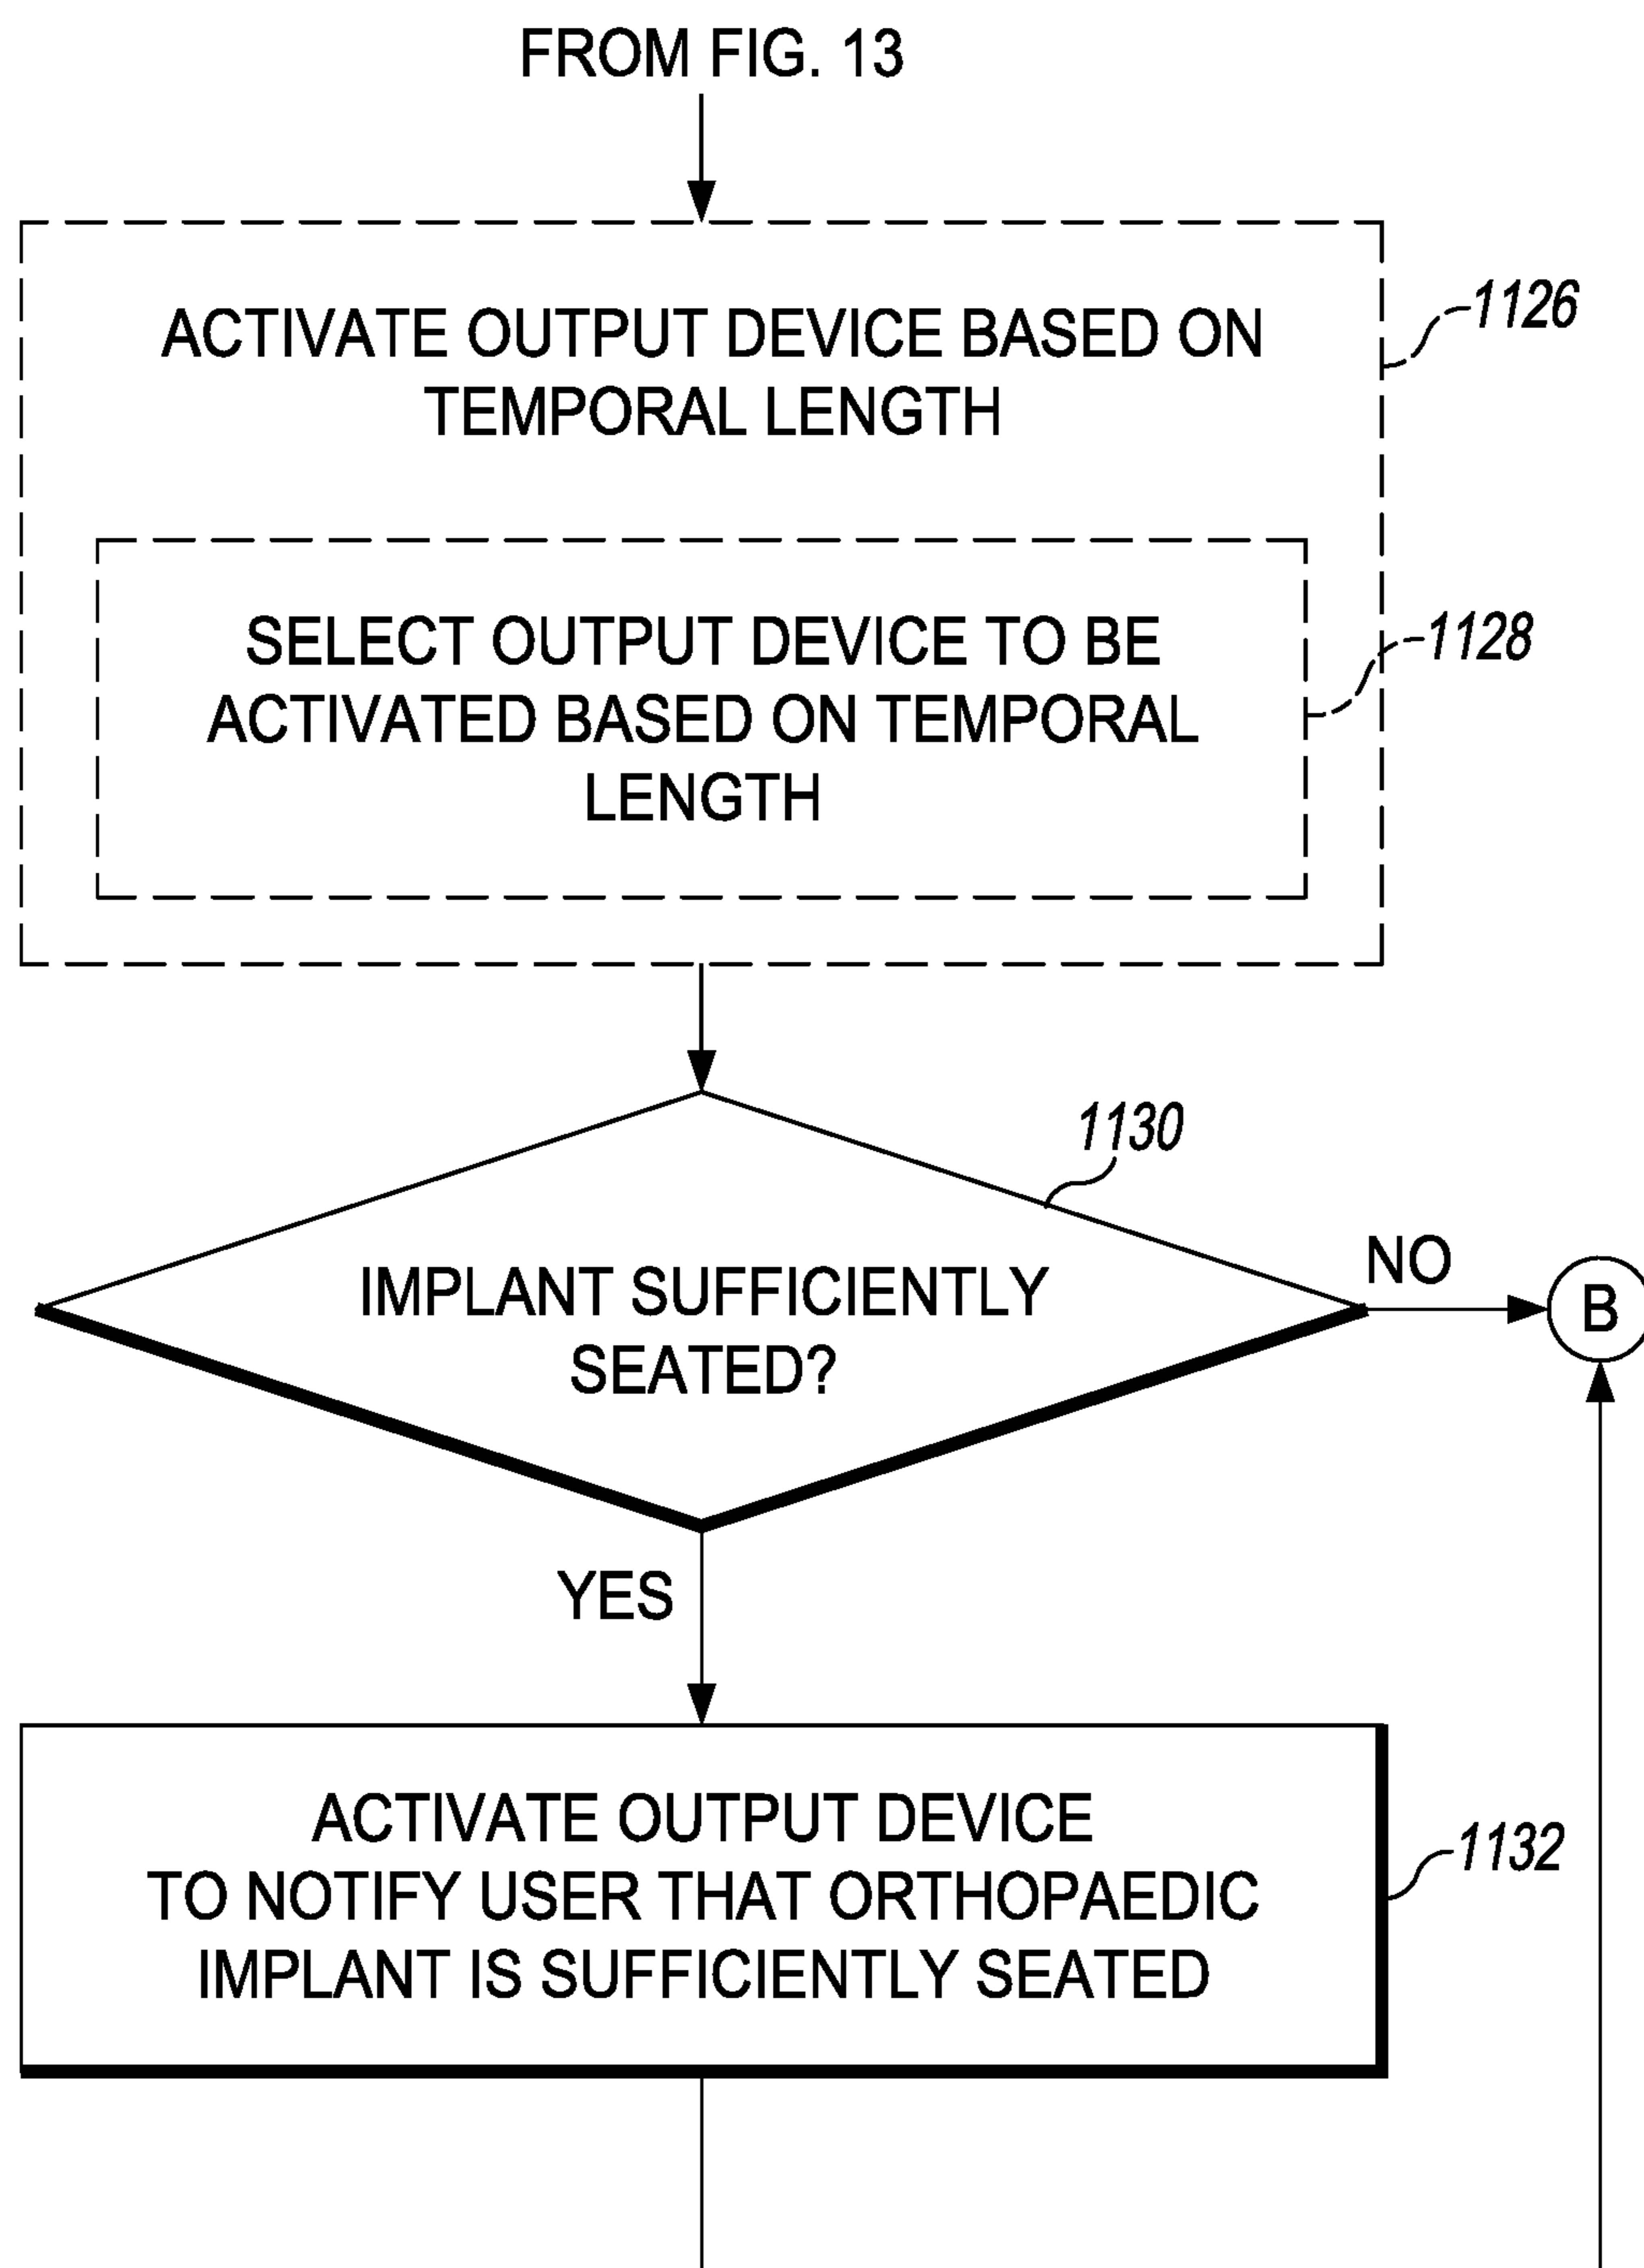 FROM FIG. 13
ACTIVATE OUTPUT DEVICE BASED ON
TEMPORAL LENGTH
1126
SELECT OUTPUT DEVICE TO BE
ACTIVATED BASED ON TEMPORAL
LENGTH
1128
1130
IMPLANT SUFFICIENTLY
SEATED?
NO
B
YES
ACTIVATE OUTPUT DEVICE
TO NOTIFY USER THAT ORTHOPAEDIC
IMPLANT IS SUFFICIENTLY SEATED
1132